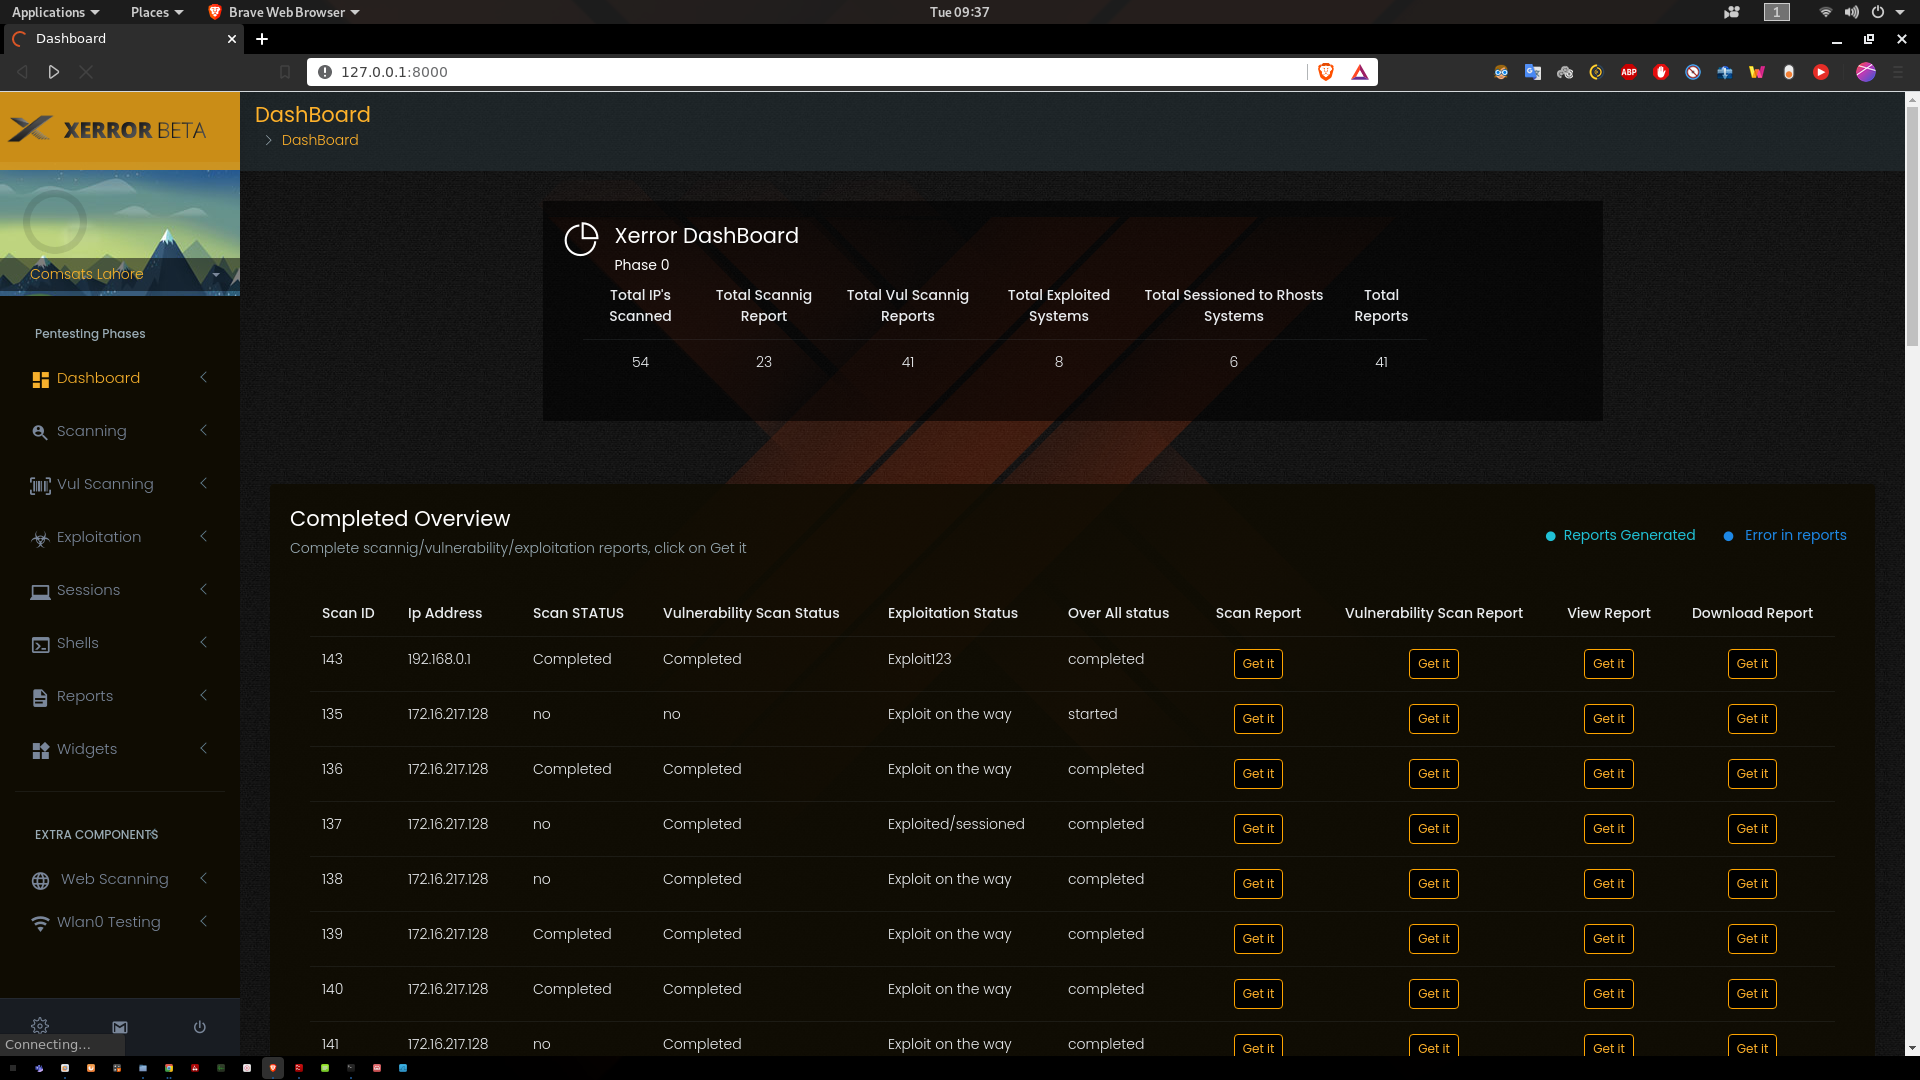 Applications Places Brave Web Browser Tue 09:37 1
Dashboard
127.0.0.1:8000 ABP
XERROR BETA
DashBoard
DashBoard
Comsats Lahore
Pentesting Phases
Dashboard
Scanning
Vul Scanning
Exploitation
Sessions
Shells
Reports
Widgets
EXTRA COMPONENTS
Web Scanning
Wlan0 Testing
Connecting...
Xerror DashBoard
Phase 0
Total IP's Scanned Total Scannig Report Total Vul Scannig Reports Total Exploited Systems Total Sessioned to Rhosts Systems Total Reports
54 23 41 8 6 41
Completed Overview
Complete scannig/vulnerability/exploitation reports, click on Get it
Reports Generated Error in reports
Scan ID Ip Address Scan STATUS Vulnerability Scan Status Exploitation Status Over All status Scan Report Vulnerability Scan Report View Report Download Report
143 192.168.0.1 Completed Completed Exploit123 completed Get it Get it Get it Get it
135 172.16.217.128 no no Exploit on the way started Get it Get it Get it Get it
136 172.16.217.128 Completed Completed Exploit on the way completed Get it Get it Get it Get it
137 172.16.217.128 no Completed Exploited/sessioned completed Get it Get it Get it Get it
138 172.16.217.128 no Completed Exploit on the way completed Get it Get it Get it Get it
139 172.16.217.128 Completed Completed Exploit on the way completed Get it Get it Get it Get it
140 172.16.217.128 Completed Completed Exploit on the way completed Get it Get it Get it Get it
141 172.16.217.128 no Completed Exploit on the way completed Get it Get it Get it Get it